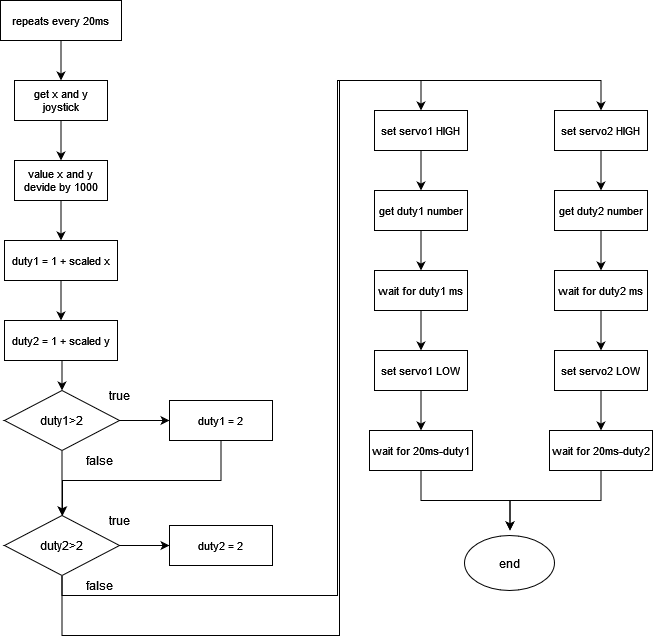 repeats every 20ms
get x and y
joystick
value x and y
devide by 1000
duty1 = 1 + scaled x
duty2 = 1 + scaled y
duty1>2
true
duty1 = 2
false
duty2>2
true
duty2 = 2
false
set servo1 HIGH
get duty1 number
wait for duty1 ms
set servo1 LOW
wait for 20ms-duty1
set servo2 HIGH
get duty2 number
wait for duty2 ms
set servo2 LOW
wait for 20ms-duty2
end